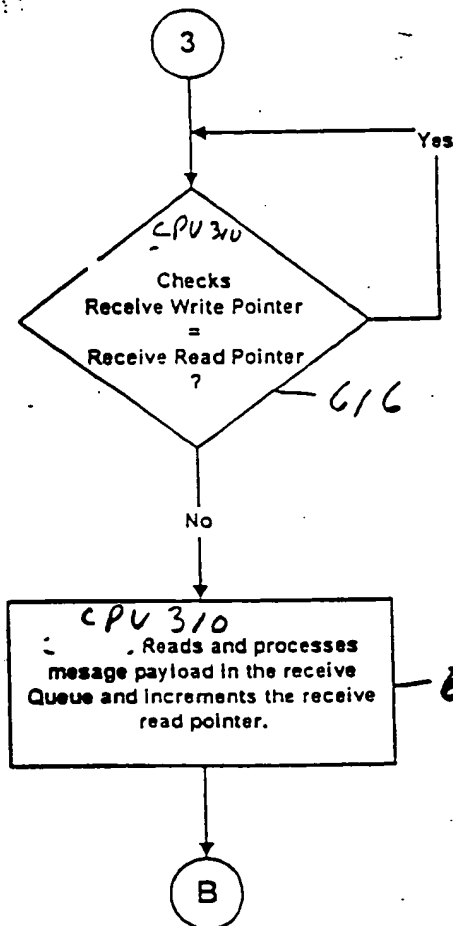 3
Yes
CPU 310
Checks
Receive Write Pointer
=
Receive Read Pointer
?
616
No
CPU 310
Reads and processes
mesage payload in the receive
Queue and increments the receive
read pointer.
B